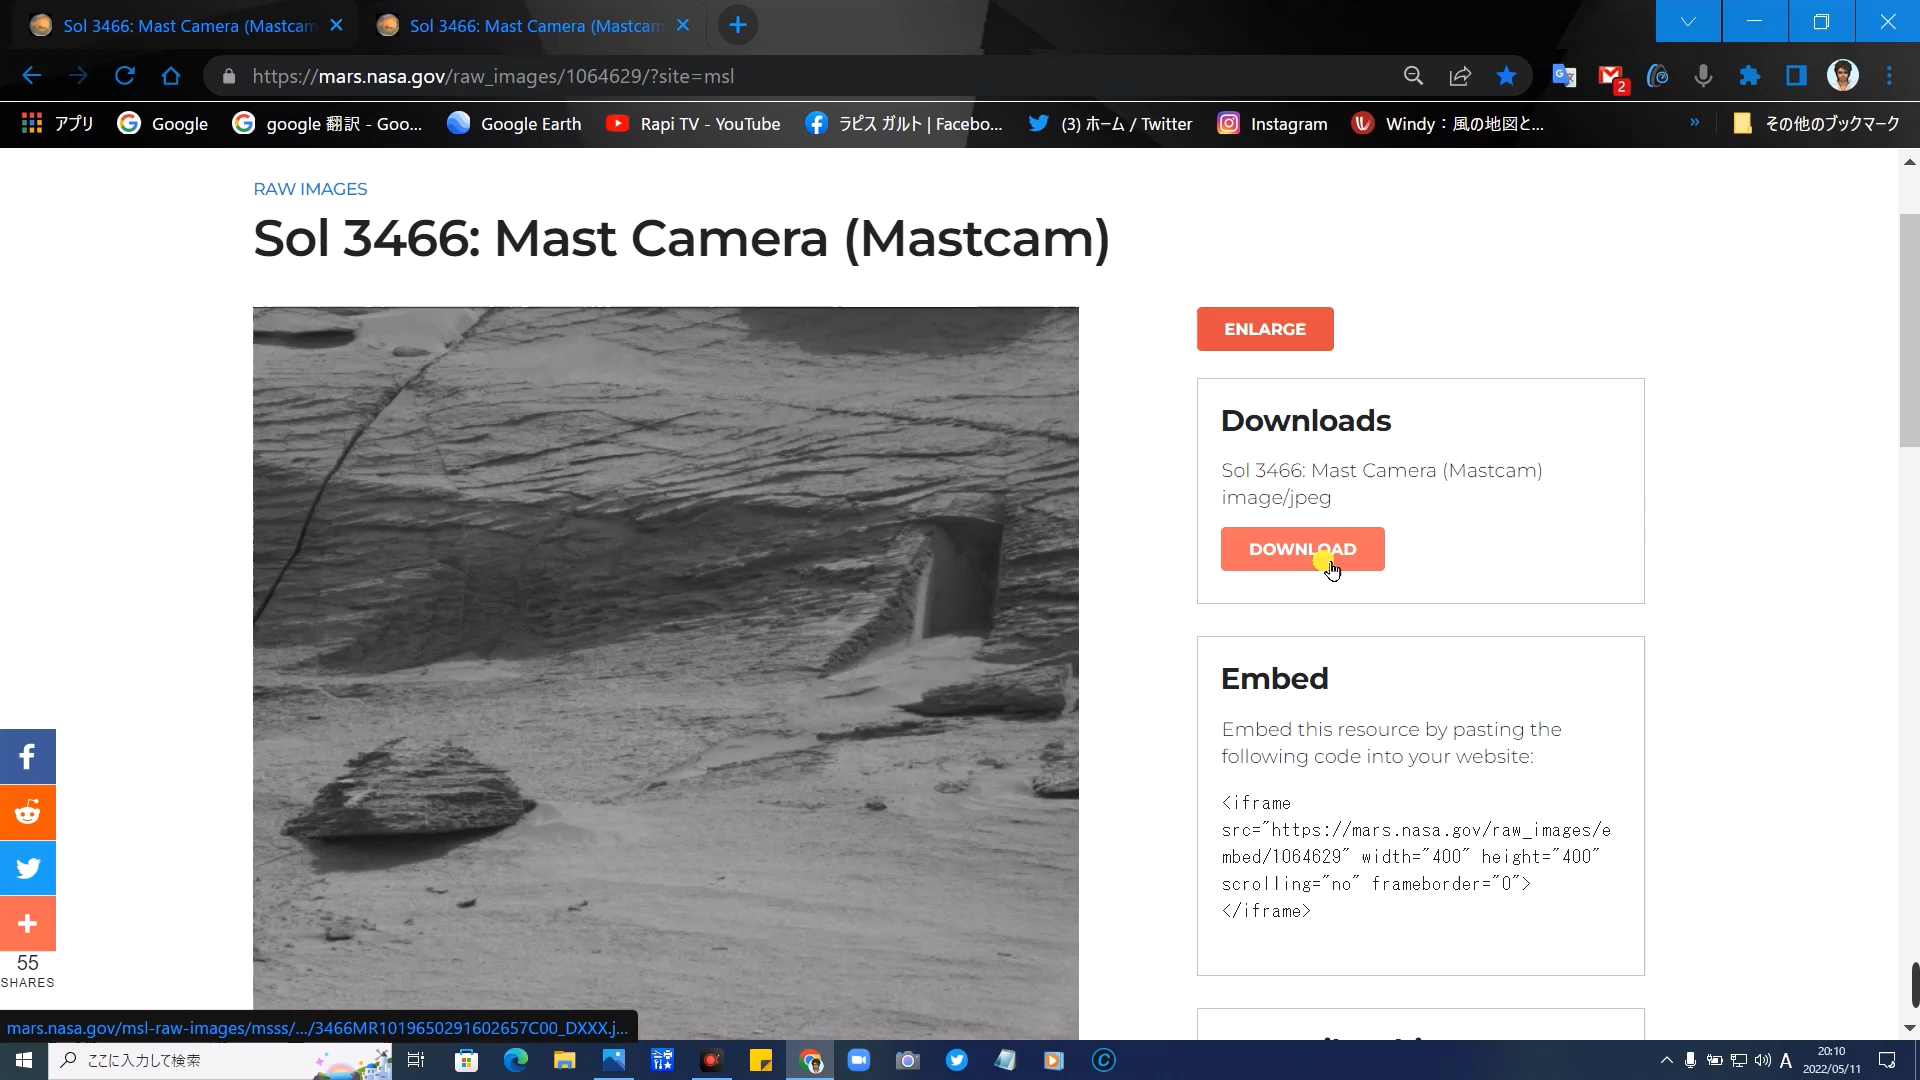 Sol 3466: Mast Camera (Mastcam
Sol 3466: Mast Camera (Mastcam
https://mars.nasa.gov/raw_images/1064629/?site=msl
2
アプリ
Google
google 翻訳 - Goo...
Google Earth
Rapi TV - YouTube
ラピス ガルト | Facebo...
(3) ホーム / Twitter
Instagram
Windy：風の地図と...
»
その他のブックマーク
RAW IMAGES
Sol 3466: Mast Camera (Mastcam)
ENLARGE
Downloads
Sol 3466: Mast Camera (Mastcam)
image/jpeg
DOWNLOAD
Embed
Embed this resource by pasting the
following code into your website:
<iframe
src="https://mars.nasa.gov/raw_images/e
mbed/1064629" width="400" height="400"
scrolling="no" frameborder="0">
</iframe>
55
SHARES
mars.nasa.gov/msl-raw-images/msss/.../3466MR1019650291602657C00_DXXX.j...
ここに入力して検索
A
20:10
2022/05/11